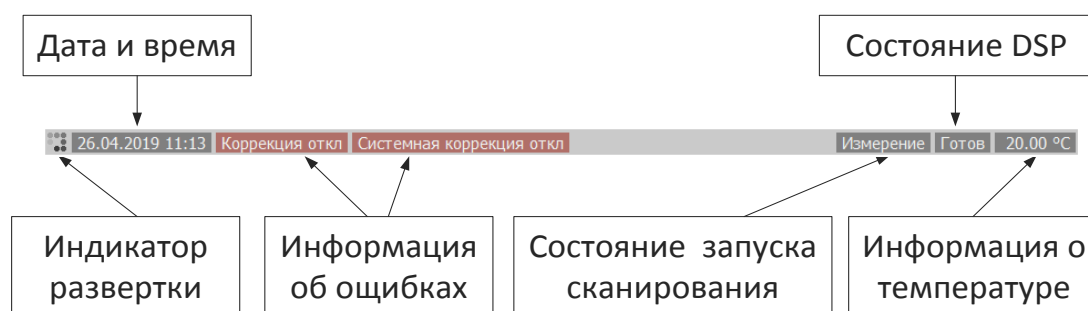 Дата и время
Состояние DSP
26.04.2019 11:13 Коррекция откл Системная коррекция откл Измерение Готов 20.00 °C
Индикатор
развертки
Информация
об ощибках
Состояние запуска
сканирования
Информация о
температуре